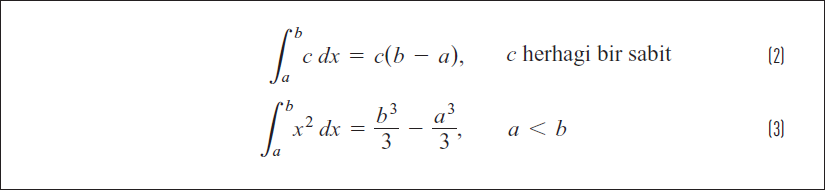 ∫_a^b c dx = c(b − a), c herhagi bir sabit (2)
∫_a^b x² dx = b³/3 − a³/3, a < b (3)